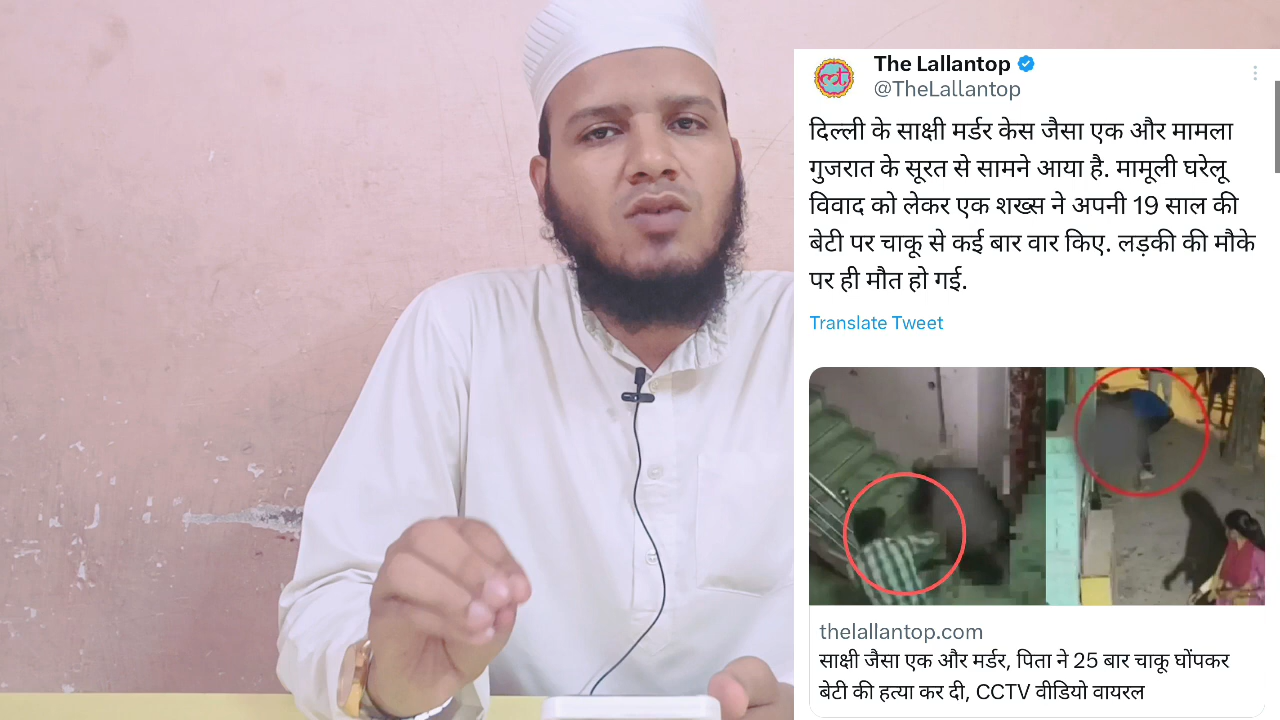 The Lallantop
@TheLallantop
दिल्ली के साक्षी मर्डर केस जैसा एक और मामला
गुजरात के सूरत से सामने आया है. मामूली घरेलू
विवाद को लेकर एक शख्स ने अपनी 19 साल की
बेटी पर चाकू से कई बार वार किए. लड़की की मौके
पर ही मौत हो गई.
Translate Tweet
thelallantop.com
साक्षी जैसा एक और मर्डर, पिता ने 25 बार चाकू घोंपकर
बेटी की हत्या कर दी, CCTV वीडियो वायरल